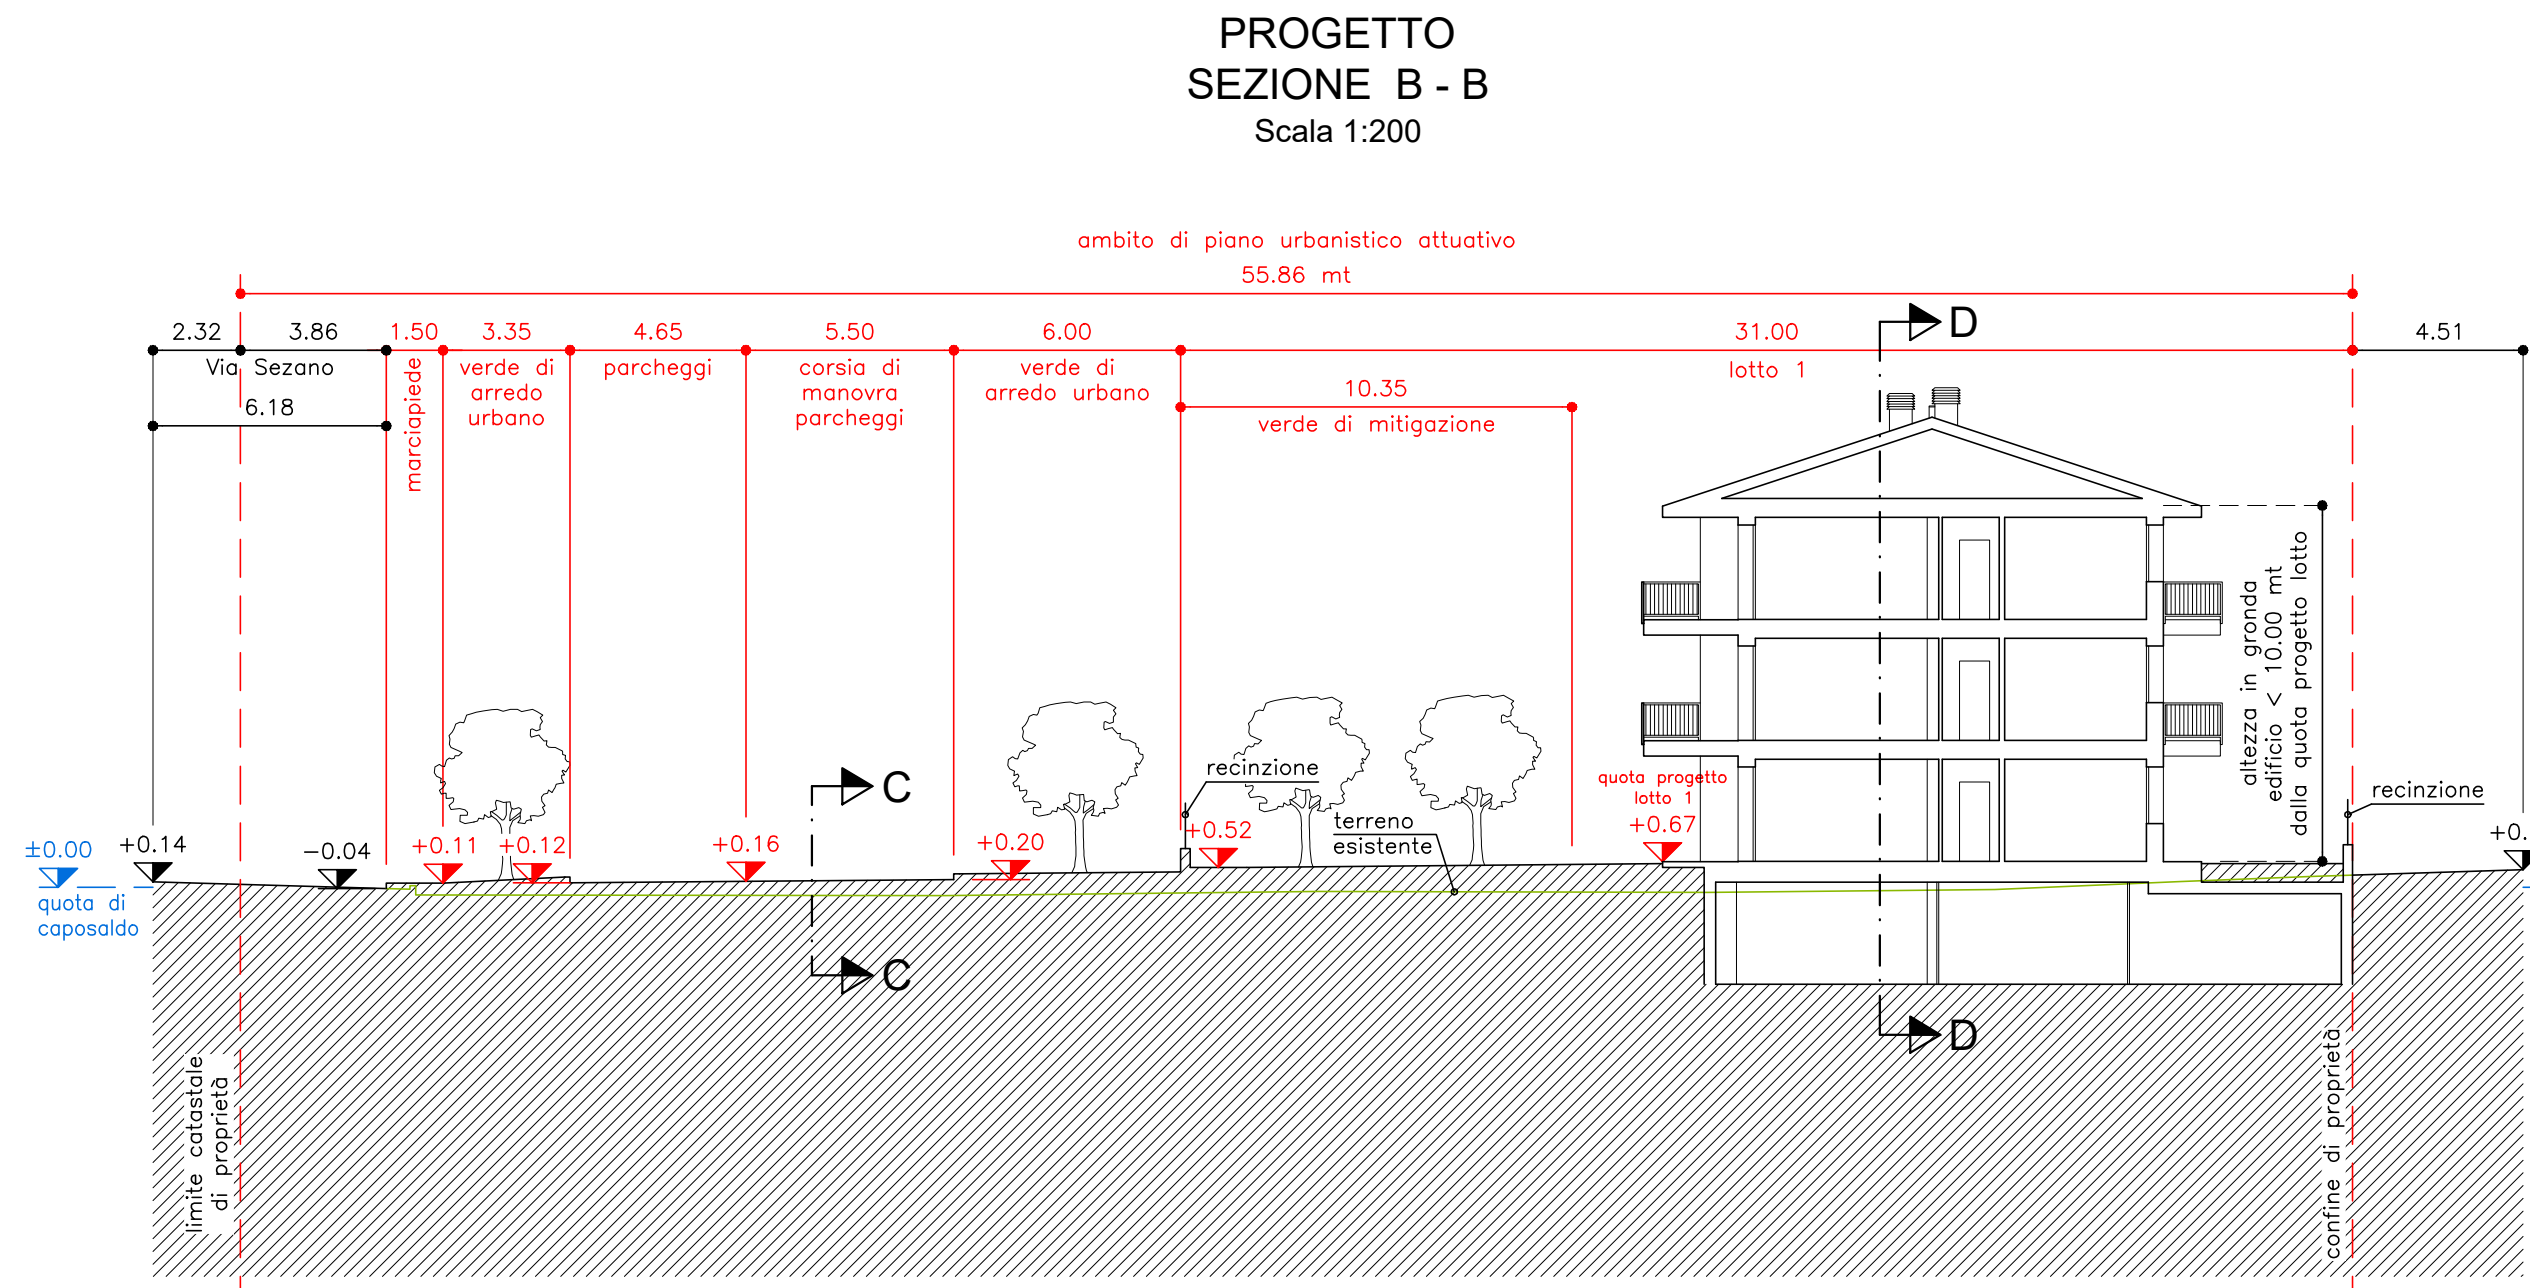 PROGETTO
SEZIONE B - B
Scala 1:200
ambito di piano urbanistico attuativo
55.86 mt
2.32
3.86
1.50
3.35
4.65
5.50
6.00
31.00
4.51
D
Via Sezano
6.18
marciapiede
verde di
arredo
urbano
parcheggi
corsia di
manovra
parcheggi
verde di
arredo urbano
lotto 1
10.35
verde di mitigazione
altezza in gronda
edificio < 10.00 mt
dalla quota progetto lotto
recinzione
quota progetto
lotto 1
+0.67
recinzione
C
terreno
esistente
±0.00
quota di
caposaldo
+0.14
-0.04
+0.11
+0.12
+0.16
+0.20
+0.52
C
D
limite catastale
di proprietà
confine di proprietà